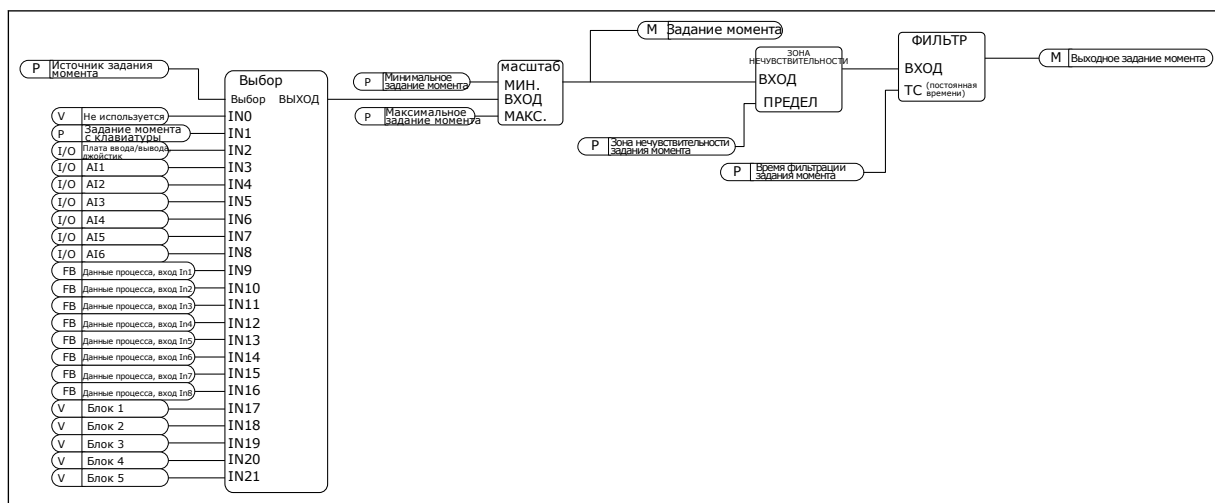 М Задание момента
Р Источник задания
момента
Выбор
Выбор ВЫХОД
V Не используется IN0
Р Задание момента
с клавиатуры IN1
I/O Плата ввода/вывода
джойстик IN2
I/O AI1 IN3
I/O AI2 IN4
I/O AI3 IN5
I/O AI4 IN6
I/O AI5 IN7
I/O AI6 IN8
FB Данные процесса, вход In1 IN9
FB Данные процесса, вход In2 IN10
FB Данные процесса, вход In3 IN11
FB Данные процесса, вход In4 IN12
FB Данные процесса, вход In5 IN13
FB Данные процесса, вход In6 IN14
FB Данные процесса, вход In7 IN15
FB Данные процесса, вход In8 IN16
V Блок 1 IN17
V Блок 2 IN18
V Блок 3 IN19
V Блок 4 IN20
V Блок 5 IN21
Р Минимальное
задание момента
Р Максимальное
задание момента
масштаб
МИН.
ВХОД
МАКС.
ЗОНА
НЕЧУВСТВИТЕЛЬНОСТИ
ВХОД
ПРЕДЕЛ
Р Зона нечувствительности
задания момента
ФИЛЬТР
ВХОД
ТС (постоянная
времени)
Р Время фильтрации
задания момента
М Выходное задание момента